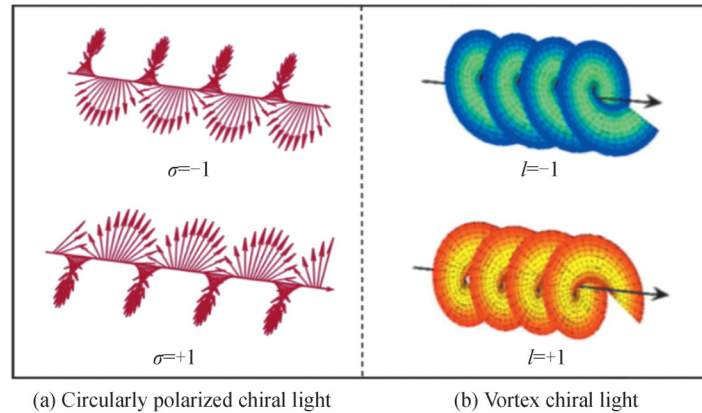 σ=−1
l=−1
σ=+1
l=+1
(a) Circularly polarized chiral light
(b) Vortex chiral light